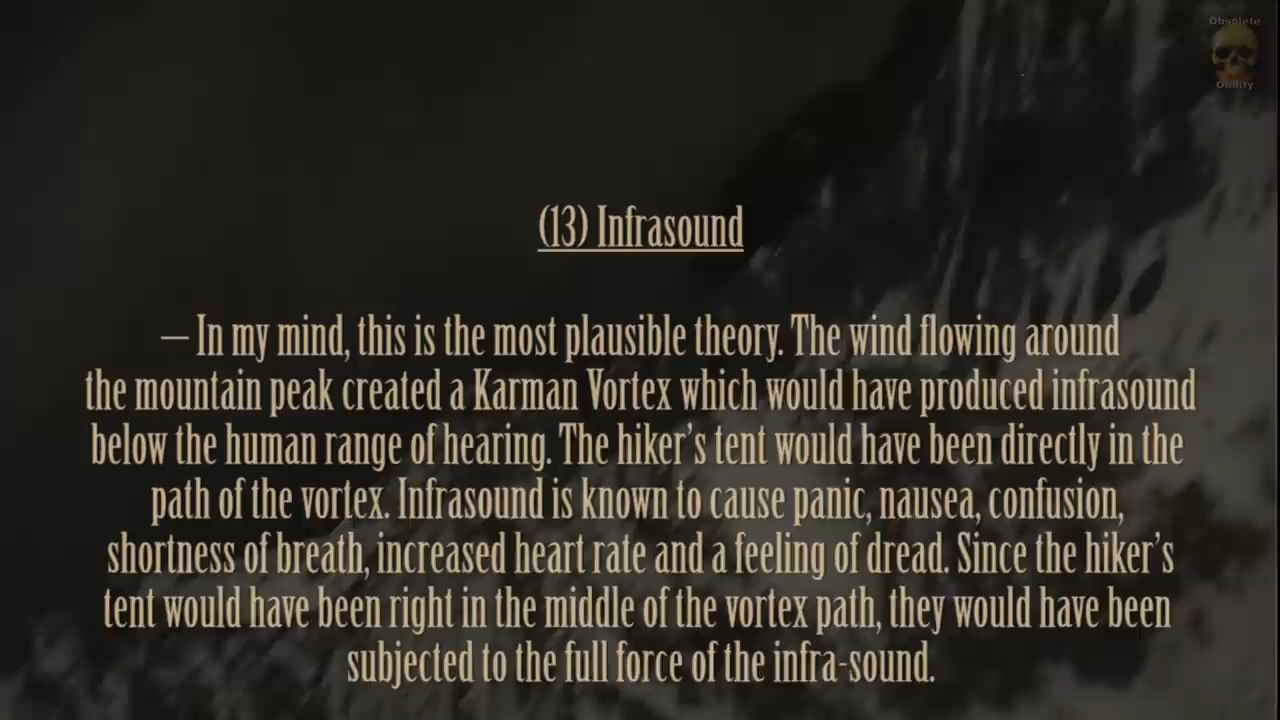 Obsolete
Oddity
(13) Infrasound
– In my mind, this is the most plausible theory. The wind flowing around
the mountain peak created a Karman Vortex which would have produced infrasound
below the human range of hearing. The hiker's tent would have been directly in the
path of the vortex. Infrasound is known to cause panic, nausea, confusion,
shortness of breath, increased heart rate and a feeling of dread. Since the hiker's
tent would have been right in the middle of the vortex path, they would have been
subjected to the full force of the infra-sound.